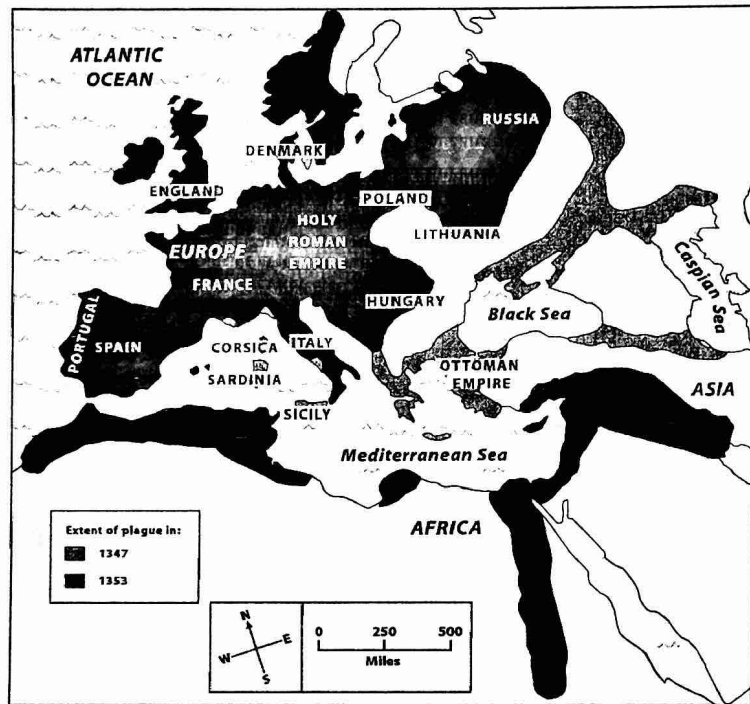 ATLANTIC
OCEAN
RUSSIA
DENMARK
ENGLAND
POLAND
HOLY
ROMAN
EMPIRE
LITHUANIA
EUROPE
FRANCE
HUNGARY
Caspian Sea
Black Sea
PORTUGAL
SPAIN
CORSICA
ITALY
SARDINIA
OTTOMAN
EMPIRE
ASIA
SICILY
Mediterranean Sea
AFRICA
Extent of plague in:
1347
1353
N
W E
S
0 250 500
Miles